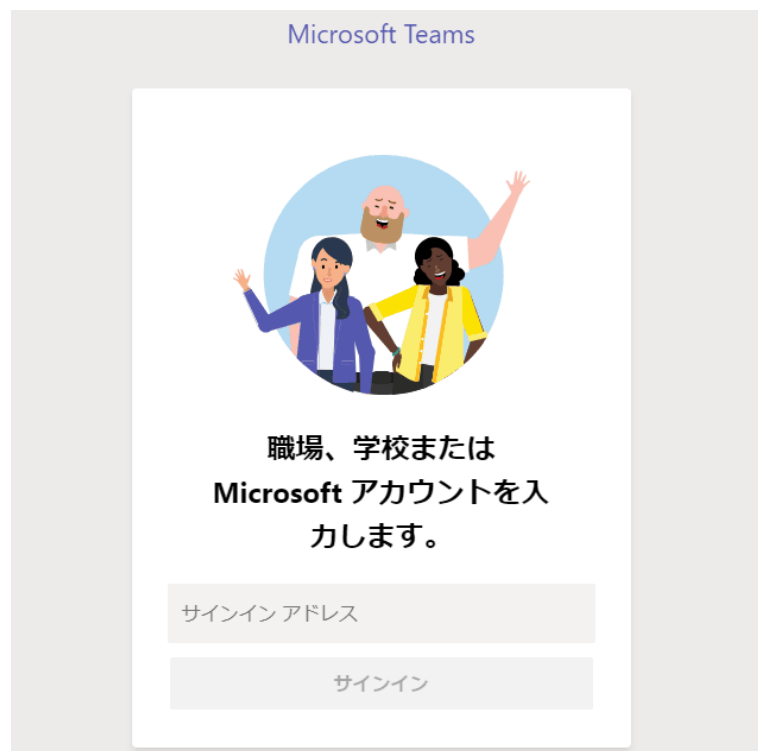 Microsoft Teams
職場、学校または
Microsoft アカウントを入
力します。
サインイン アドレス
サインイン